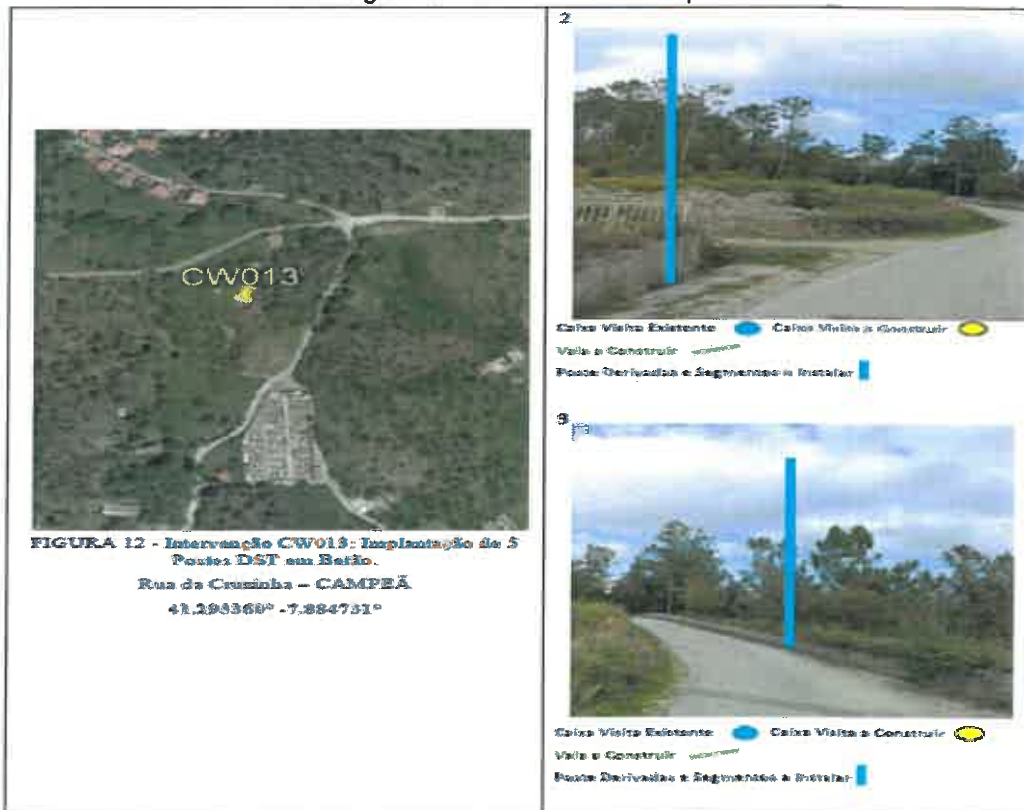 CW013
FIGURA 12 - Intervenção CW013: Implantação de 5
Postes DST em Betão.
Rua da Cruzinha – CAMPEÃ
41.293360° -7.884731°
2
Caixa Visita Existente Caixa Visita a Construir
Vala a Construir
Poste Derivadas e Segmentos a Instalar
3
Caixa Visita Existente Caixa Visita a Construir
Vala a Construir
Poste Derivadas e Segmentos a Instalar